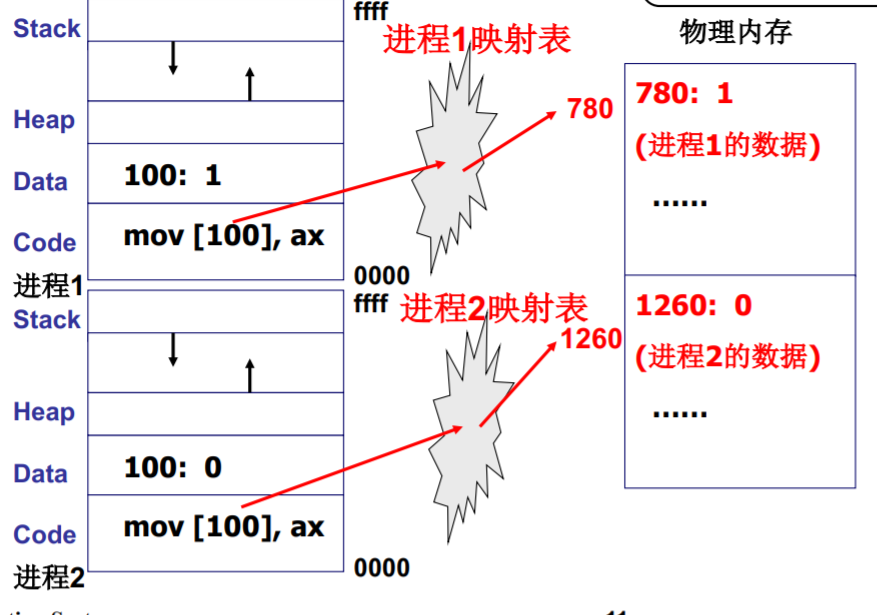 Stack
ffff
进程1映射表
物理内存
Heap
780
780: 1
(进程1的数据)
Data
100: 1
......
Code
mov [100], ax
0000
进程1
ffff
进程2映射表
Stack
1260
1260: 0
(进程2的数据)
Heap
......
Data
100: 0
Code
mov [100], ax
0000
进程2